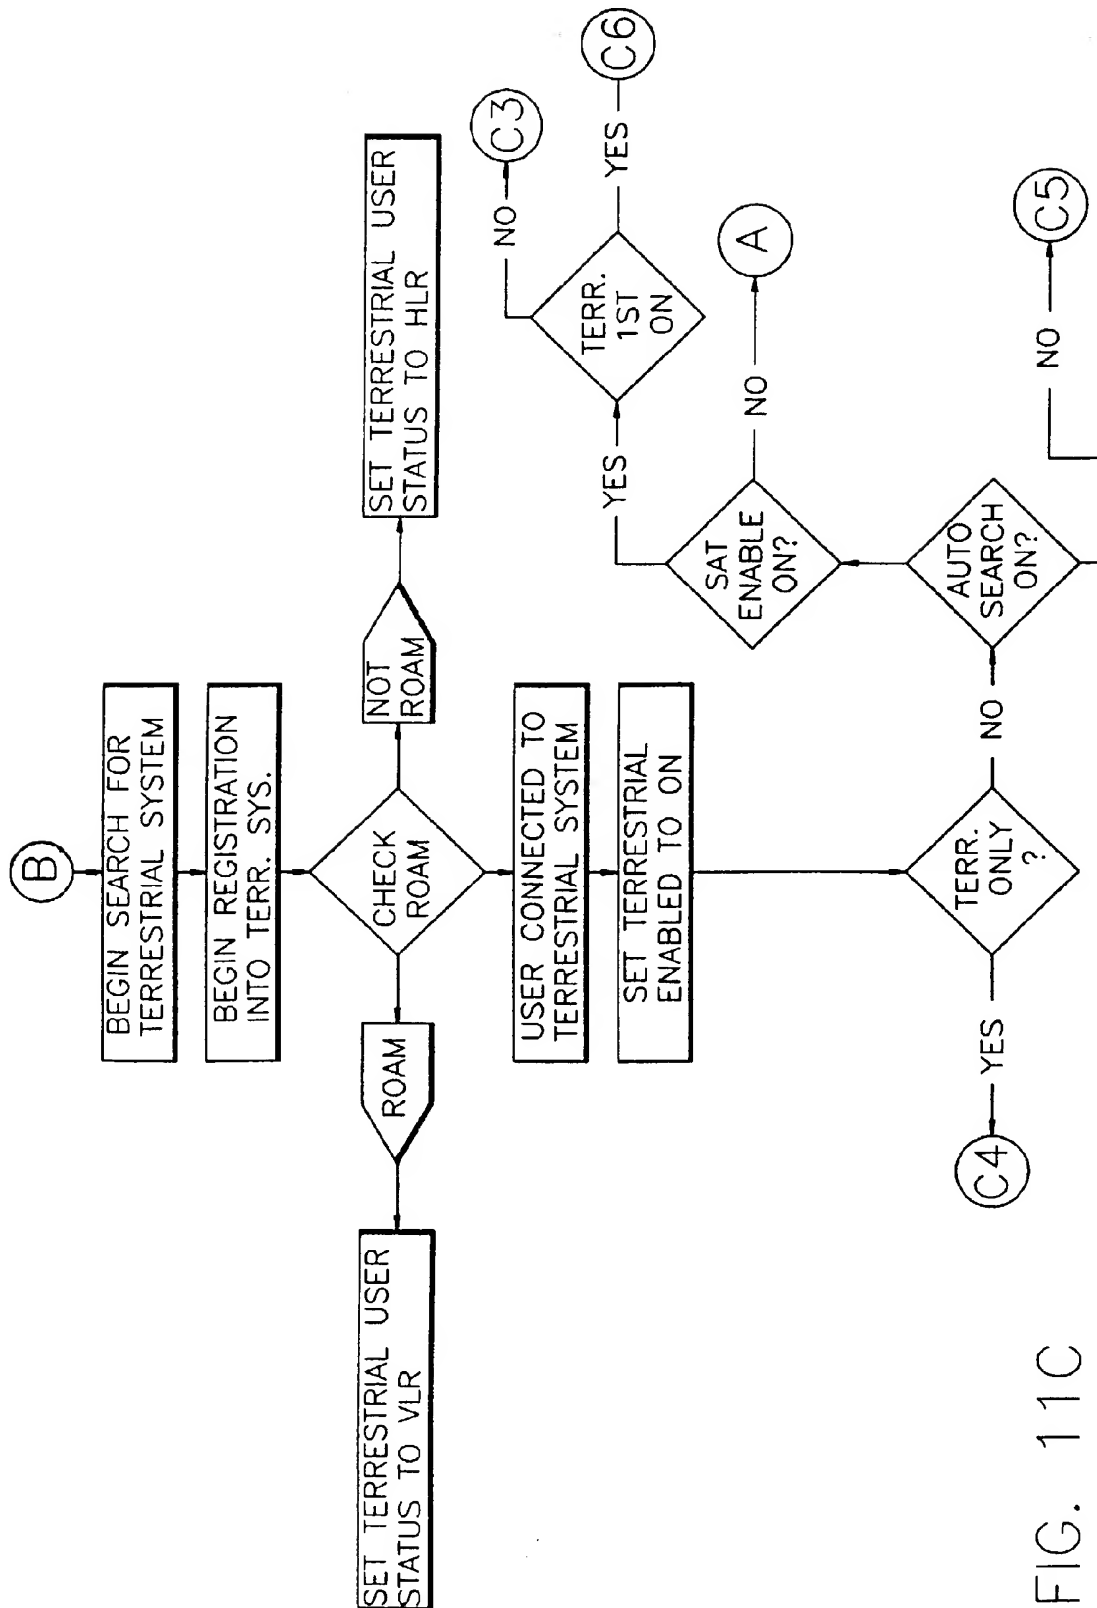 B
BEGIN SEARCH FOR
TERRESTRIAL SYSTEM
BEGIN REGISTRATION
INTO TERR. SYS.
CHECK
ROAM
ROAM
SET TERRESTRIAL USER
STATUS TO VLR
NOT
ROAM
SET TERRESTRIAL USER
STATUS TO HLR
USER CONNECTED TO
TERRESTRIAL SYSTEM
SET TERRESTRIAL
ENABLED TO ON
TERR.
ONLY
?
YES
C4
NO
AUTO
SEARCH
ON?
NO
C5
SAT
ENABLE
ON?
NO
A
YES
TERR.
1ST
ON
NO
C3
YES
C6
FIG. 11C